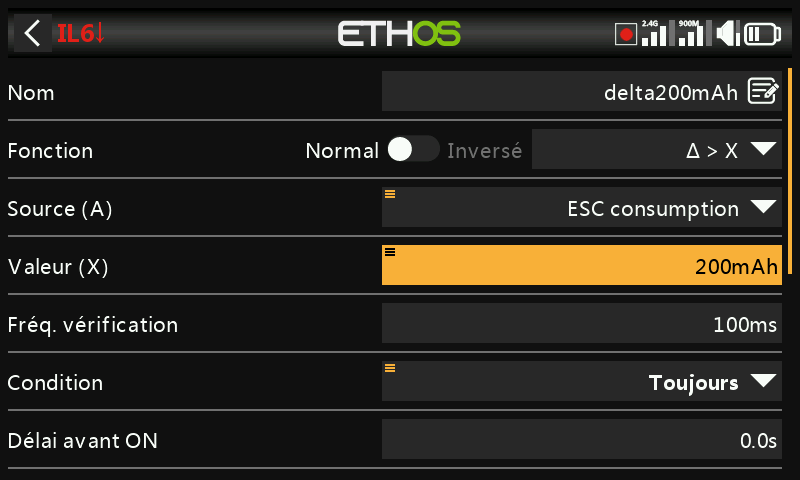 IL6↓ ETHOS 2.4G 900M
Nom delta200mAh
Fonction Normal Inversé Δ > X
Source (A) ESC consumption
Valeur (X) 200mAh
Fréq. vérification 100ms
Condition Toujours
Délai avant ON 0.0s